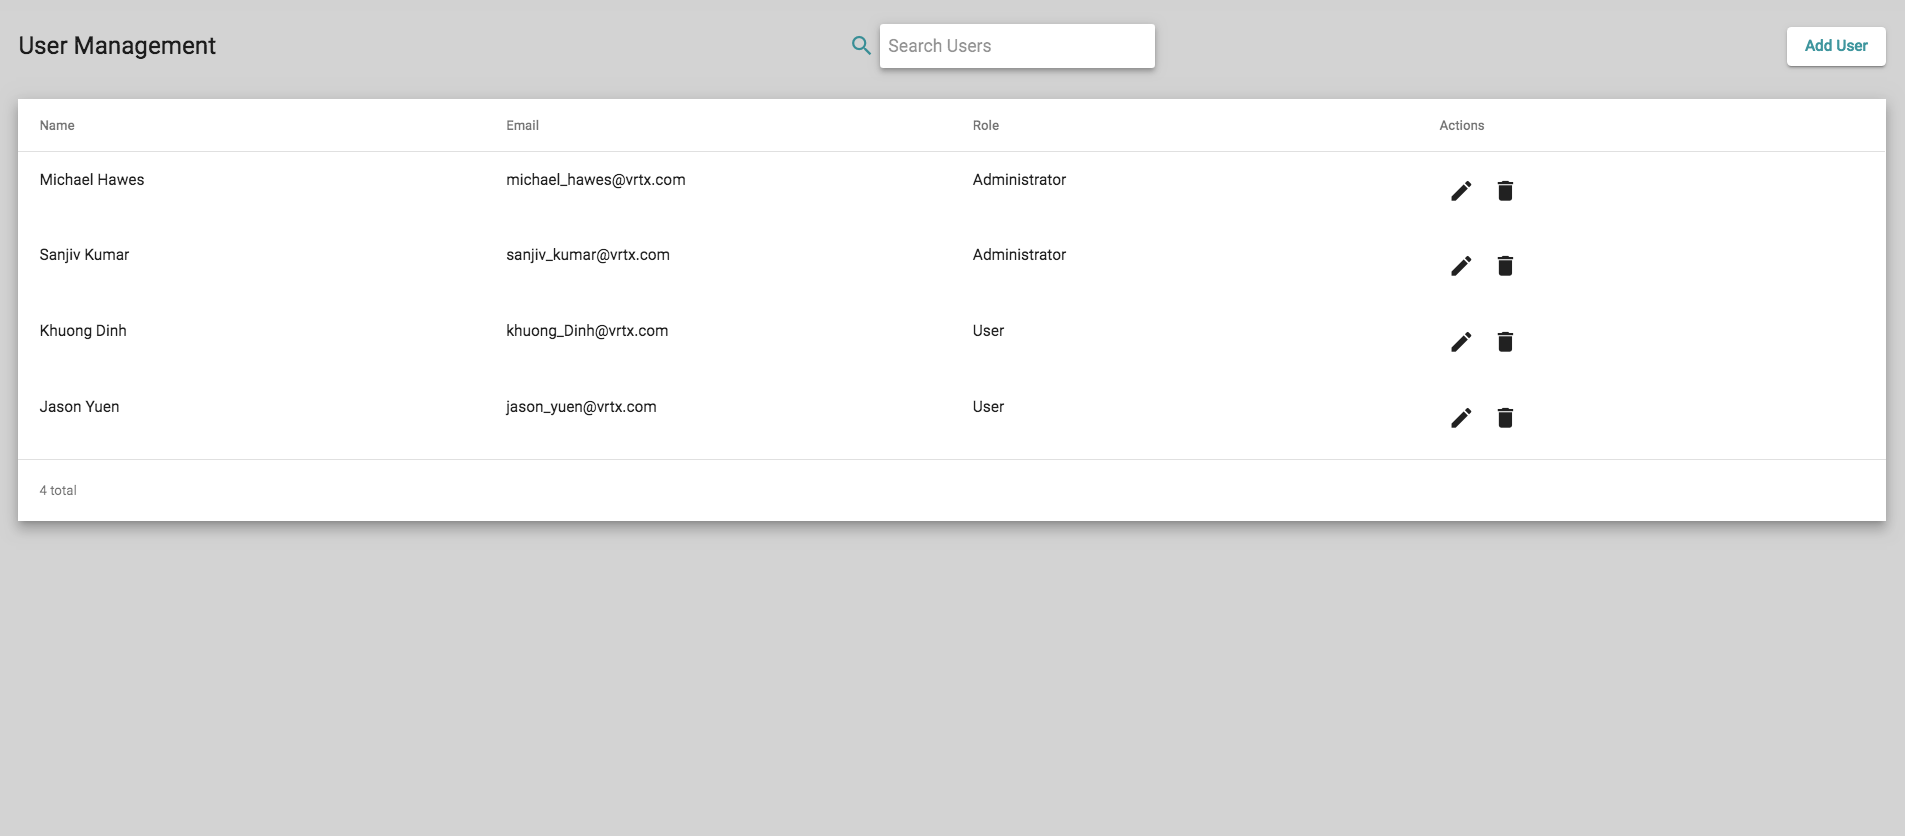 User Management
Search Users
Add User
Name Email Role Actions
Michael Hawes michael_hawes@vrtx.com Administrator
Sanjiv Kumar sanjiv_kumar@vrtx.com Administrator
Khuong Dinh khuong_Dinh@vrtx.com User
Jason Yuen jason_yuen@vrtx.com User
4 total